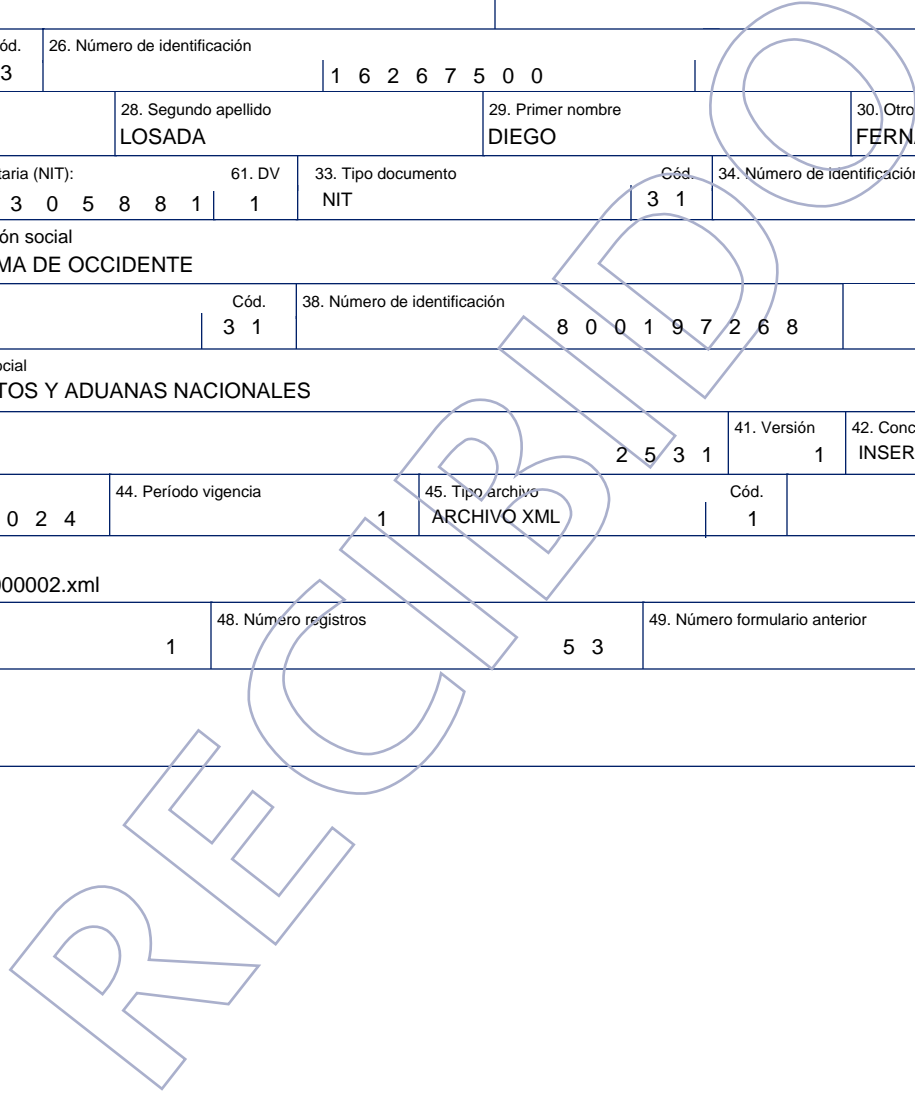 ód. 26. Número de identificación
3 1 6 2 6 7 5 0 0
28. Segundo apellido 29. Primer nombre 30. Otro
LOSADA DIEGO FERNA
taria (NIT): 61. DV 33. Tipo documento Cód. 34. Número de identificación
3 0 5 8 8 1 1 NIT 3 1
ón social
MA DE OCCIDENTE
Cód. 38. Número de identificación
3 1 8 0 0 1 9 7 2 6 8
ocial
TOS Y ADUANAS NACIONALES
41. Versión 42. Conc
2 5 3 1 1 INSER
44. Período vigencia 45. Tipo archivo Cód.
0 2 4 1 ARCHIVO XML 1
000002.xml
48. Número registros 49. Número formulario anterior
1 5 3
RECIBIDO